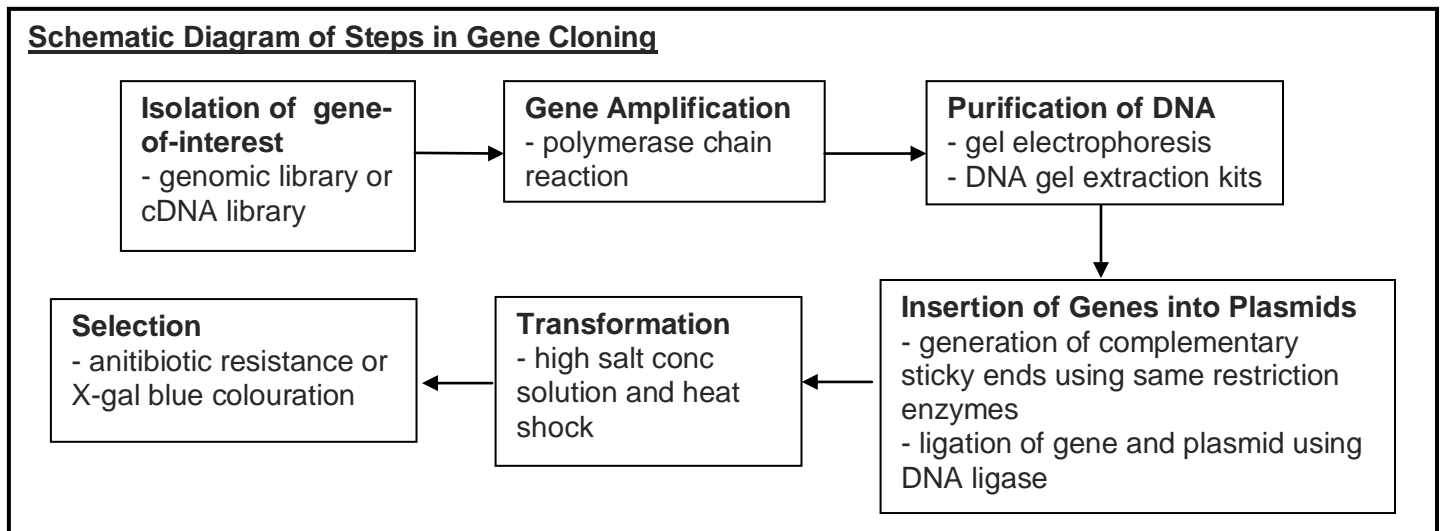 Schematic Diagram of Steps in Gene Cloning
Isolation of gene-
of-interest
- genomic library or
cDNA library
Gene Amplification
- polymerase chain
reaction
Purification of DNA
- gel electrophoresis
- DNA gel extraction kits
Insertion of Genes into Plasmids
- generation of complementary
sticky ends using same restriction
enzymes
- ligation of gene and plasmid using
DNA ligase
Transformation
- high salt conc
solution and heat
shock
Selection
- anitibiotic resistance or
X-gal blue colouration